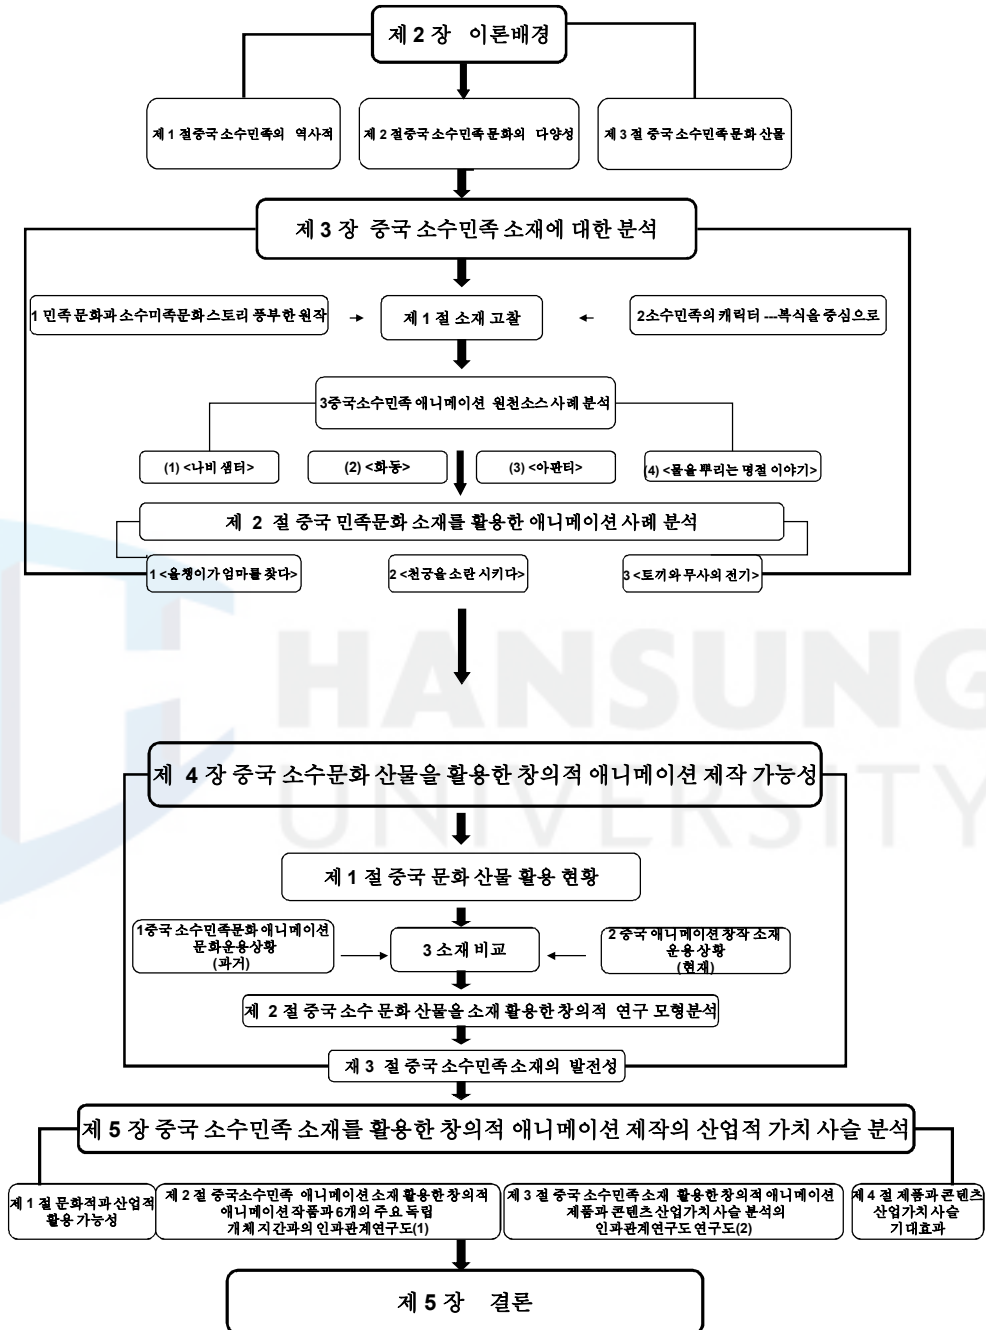 제 2 장 이론배경
제 1 절중국 소수민족의 역사적
제 2 절중국 소수민족 문화의 다양성
제 3 절 중국 소수민족 문화 산물
제 3 장 중국 소수민족 소재에 대한 분석
1 민족 문화과 소수미족문화 스토리 풍부한 원작
제 1 절 소재 고찰
2소수민족의 캐릭터 ---복식을 중심으로
3중국소수민족 애니메이션 원천소스 사례 분석
(1) <나비 샘터>
(2) <화동>
(3) <아판티>
(4) <물을 뿌리는 명절 이야기>
제 2 절 중국 민족문화 소재를 활용한 애니메이션 사례 분석
1 <올챙이가 엄마를 찾다>
2 <천궁을 소란 시키다>
3 <토끼와 무사의 전기>
HANSUNG
UNIVERSITY
제 4 장 중국 소수문화 산물을 활용한 창의적 애니메이션 제작 가능성
제 1 절 중국 문화 산물 활용 현황
1중국 소수민족문화 애니메이션
문화운용상황
(과거)
3 소재 비교
2 중국 애니메이션 창작 소재
운용상황
(현재)
제 2 절 중국 소수 문화 산물을 소재 활용한 창의적 연구 모형분석
재 3 절 중국 소수민족 소재의 발전성
제 5 장 중국 소수민족 소재를 활용한 창의적 애니메이션 제작의 산업적 가치 사슬 분석
제 1 절 문화적과 산업적
활용 가능성
제 2 절 중국소수민족 애니메이션 소재 활용한 창의적
애니메이션 작품과 6개의 주요 독립
개체 지간과의 인과관계연구도(1)
제 3 절 중국 소수민족 소재 활용한 창의적 애니메이션
제품과 콘텐츠 산업가치 사슬 분석의
인과관계연구도 연구도(2)
제 4 절 제품과 콘텐츠
산업가치 사슬
기대효과
제 5 장 결론